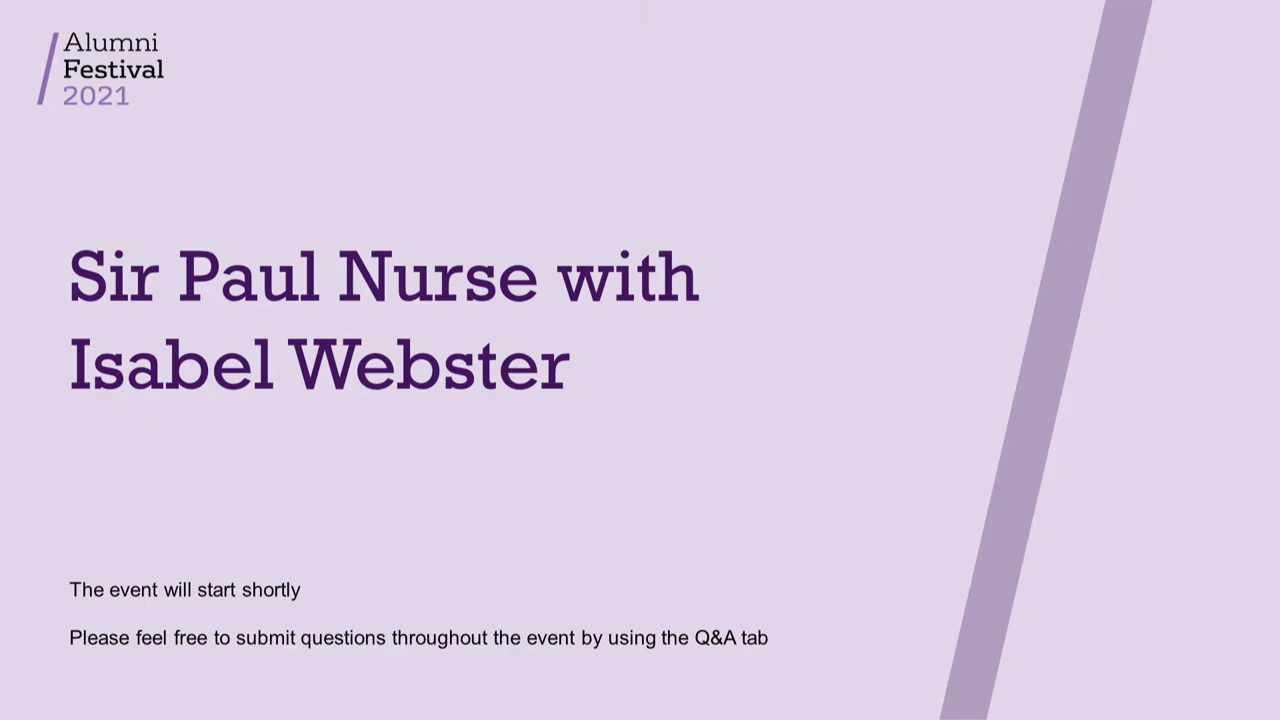 Alumni
Festival
2021
Sir Paul Nurse with
Isabel Webster
The event will start shortly
Please feel free to submit questions throughout the event by using the Q&A tab